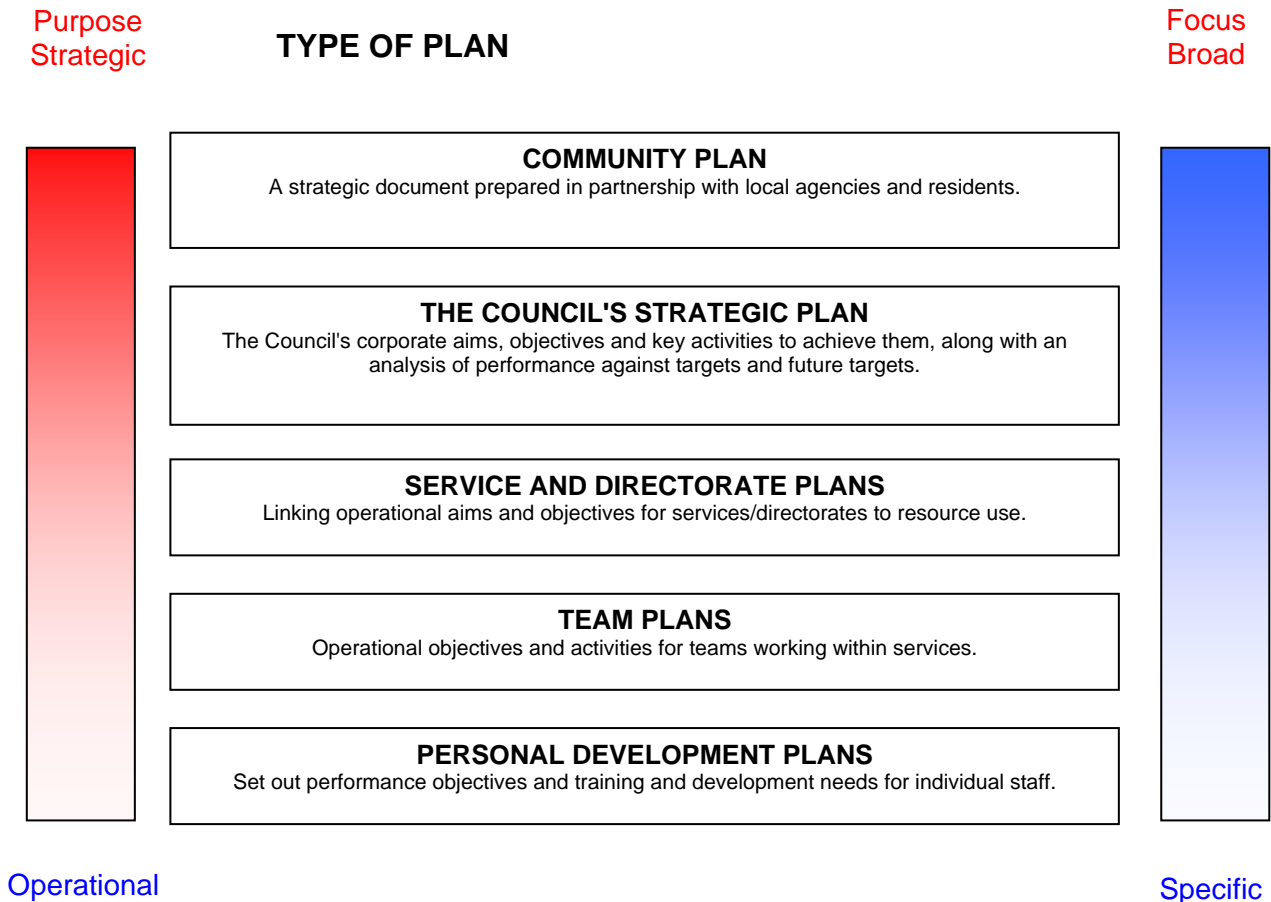 Purpose
Strategic
TYPE OF PLAN
Focus
Broad
COMMUNITY PLAN
A strategic document prepared in partnership with local agencies and residents.
THE COUNCIL'S STRATEGIC PLAN
The Council's corporate aims, objectives and key activities to achieve them, along with an
analysis of performance against targets and future targets.
SERVICE AND DIRECTORATE PLANS
Linking operational aims and objectives for services/directorates to resource use.
TEAM PLANS
Operational objectives and activities for teams working within services.
PERSONAL DEVELOPMENT PLANS
Set out performance objectives and training and development needs for individual staff.
Operational
Specific